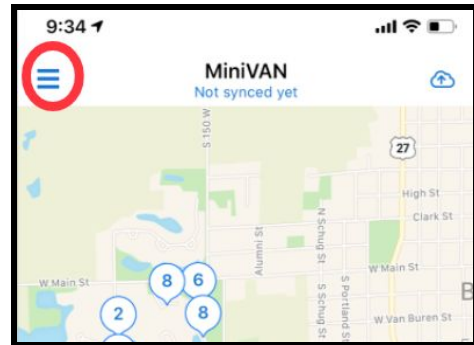 9:34
MiniVAN
Not synced yet
S 150 W
27
High St
Clark St
N Schug St
Alumni St
W Main St
W Main St
8
6
S Portland St
S Schug St
2
8
B
W Van Buren St